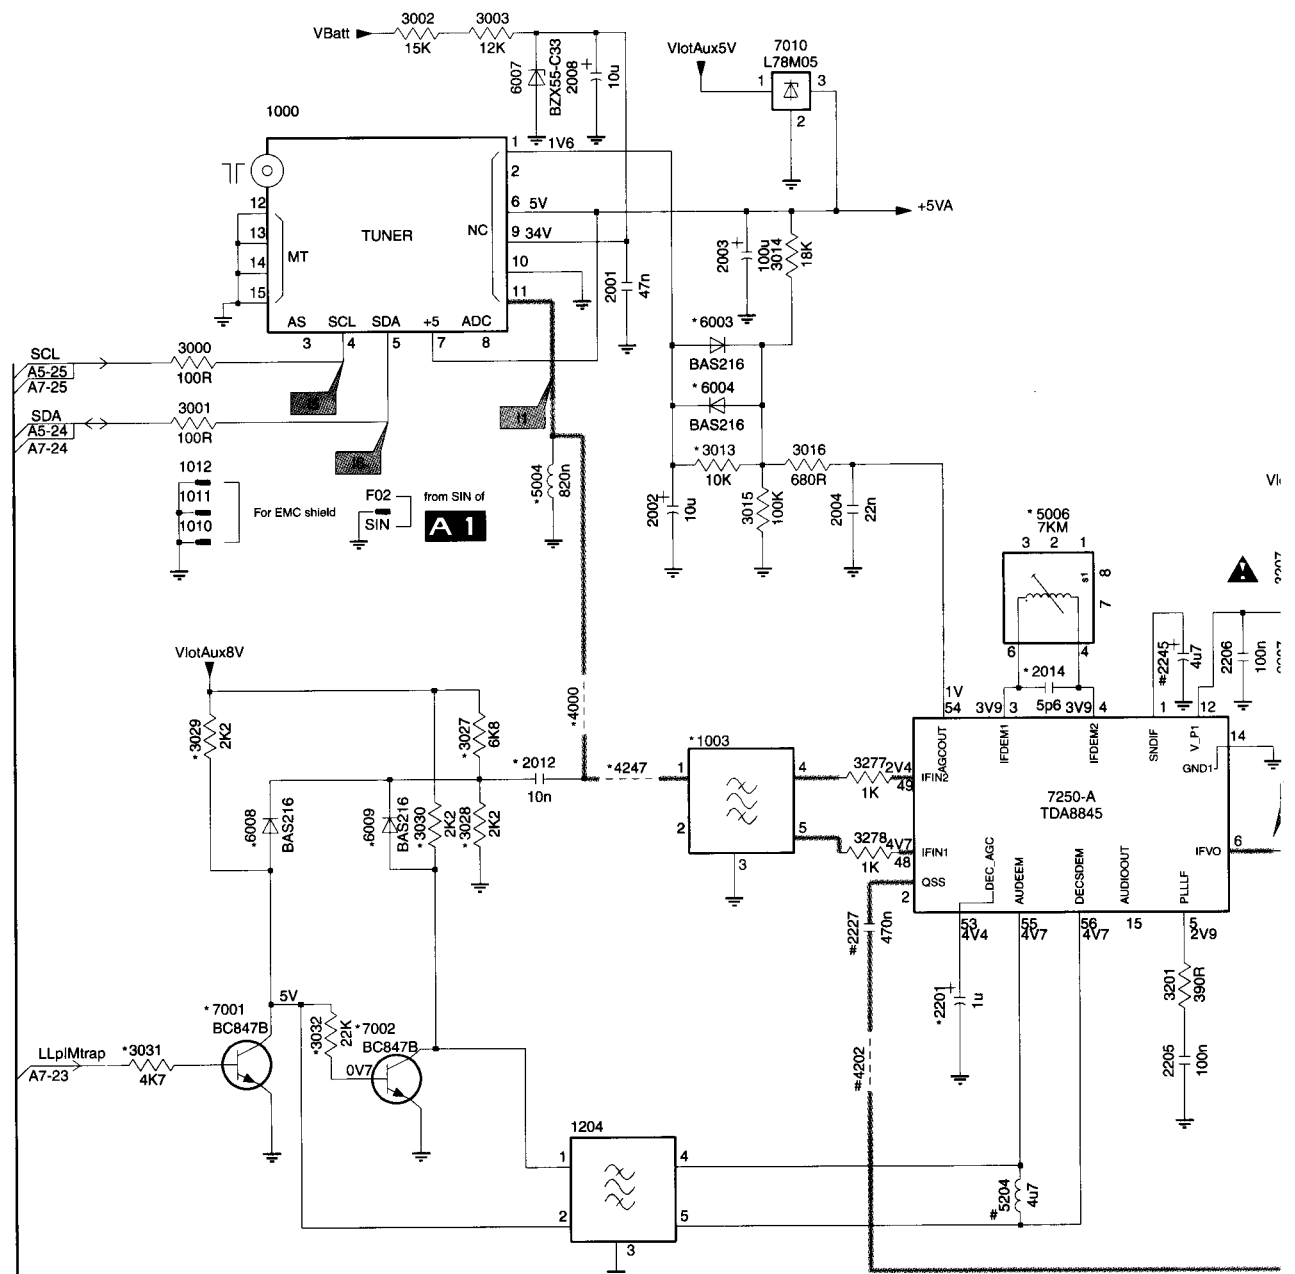 3002
3003
VBatt
15K
12K
6007
BZX55-C33
2008
10u
VlotAux5V
7010
L78M05
1
3
2
1000
TUNER
MT
NC
12
13
14
15
1
1V6
2
6
5V
9
34V
10
11
AS
SCL
SDA
+5
ADC
3
4
5
7
8
+5VA
2003
100u
3014
18K
2001
47n
*6003
BAS216
*6004
BAS216
SCL
A5-25
A7-25
3000
100R
SDA
A5-24
A7-24
3001
100R
I1
1012
1011
1010
For EMC shield
F02
SIN
from SIN of
A 1
*5004
820n
*3013
10K
3016
680R
2002
10u
3015
100K
2004
22n
*5006
7KM
3 2 1
s1
8
7
6
4
*2014
5p6
#2245
4u7
2206
100n
VlotAux8V
*3029
2K2
*3027
6K8
*2012
10n
*4000
*4247
*6008
BAS216
*6009
BAS216
*3030
2K2
*3028
2K2
*1003
1
2
3
4
5
3277
1K
2V4
49
3278
1K
4V7
48
1V
54
3V9
3
3V9
4
1
12
14
AGCOUT
IFDEM1
IFDEM2
SNDIF
V_P1
GND1
IFIN2
IFIN1
QSS
2
7250-A
TDA8845
IFVO
6
DEC_AGC
AUDEEM
DECSDEM
AUDIOOUT
PLLLF
53
4V4
55
4V7
56
4V7
15
5
2V9
#2227
470n
*2201
1u
3201
390R
2205
100n
#4202
*7001
BC847B
5V
*3032
22K
*7002
BC847B
0V7
LLpIMtrap
A7-23
*3031
4K7
1204
1
2
3
4
5
#5204
4u7